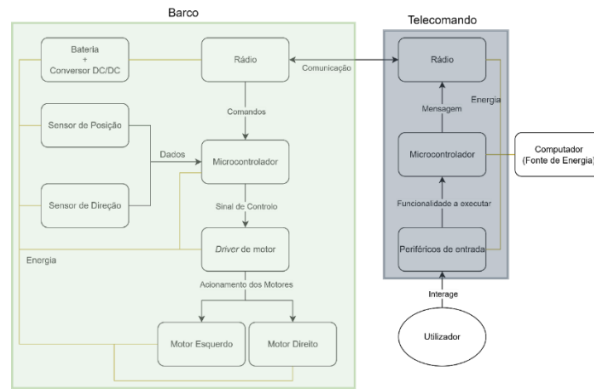 Barco
Telecomando
Bateria
+
Conversor DC/DC
Rádio
Comunicação
Rádio
Energia
Comandos
Mensagem
Sensor de Posição
Dados
Microcontrolador
Microcontrolador
Computador
(Fonte de Energia)
Sensor de Direção
Sinal de Controlo
Funcionalidade a executar
Energia
Driver de motor
Periféricos de entrada
Acionamento dos Motores
Interage
Motor Esquerdo
Motor Direito
Utilizador